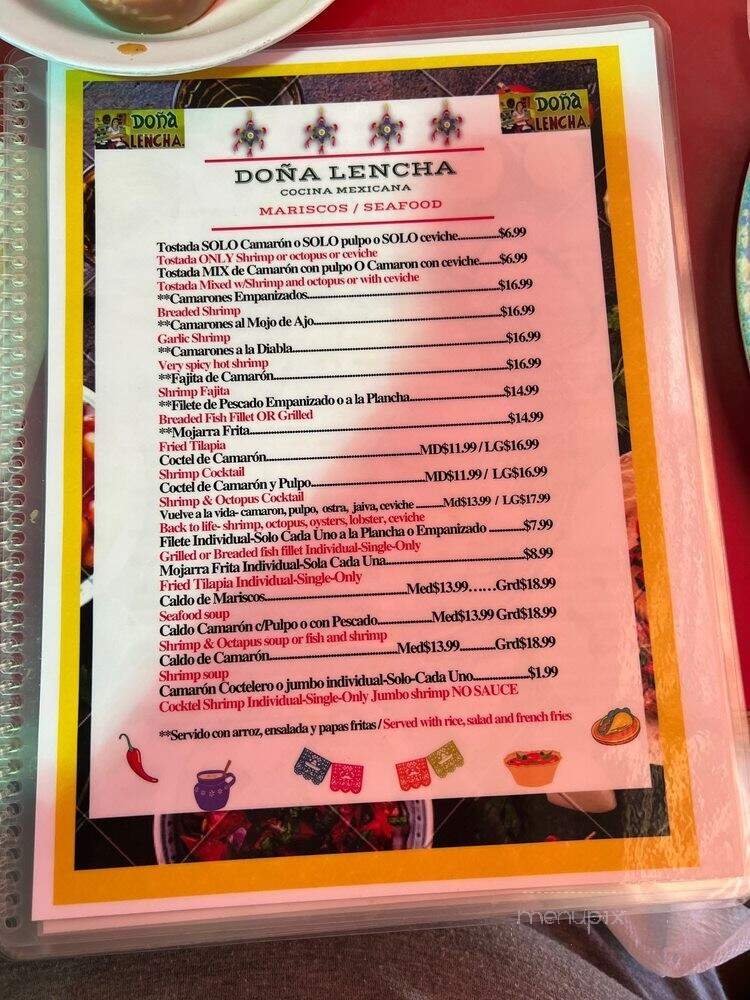 DOÑA
LENCHA
DOÑA
LENCHA
DOÑA LENCHA
COCINA MEXICANA
MARISCOS / SEAFOOD
Tostada SOLO Camarón o SOLO pulpo o SOLO ceviche...............$6.99
Tostada ONLY Shrimp or octopus or ceviche
Tostada MIX de Camarón con pulpo O Camaron con ceviche.......$6.99
Tostada Mixed w/Shrimp and octopus or with ceviche
**Camarones Empanizados..........$16.99
Breaded Shrimp
**Camarones al Mojo de Ajo..........$16.99
Garlic Shrimp
**Camarones a la Diabla..........$16.99
Very spicy hot shrimp
**Fajita de Camarón..........$16.99
Shrimp Fajita
**Filete de Pescado Empanizado o a la Plancha..........$14.99
Breaded Fish Fillet OR Grilled
**Mojarra Frita..........$14.99
Fried Tilapia
Coctel de Camarón..........MD$11.99 / LG$16.99
Shrimp Cocktail
Coctel de Camarón y Pulpo..........MD$11.99 / LG$16.99
Shrimp & Octopus Cocktail
Vuelve a la vida- camaron, pulpo, ostra, jaiva, ceviche ..........Md$13.99 / LG$17.99
Back to life- shrimp, octopus, oysters, lobster, ceviche
Filete Individual-Solo Cada Uno a la Plancha o Empanizado ..........$7.99
Grilled or Breaded fish fillet Individual-Single-Only
Mojarra Frita Individual-Sola Cada Una..........$8.99
Fried Tilapia Individual-Single-Only
Caldo de Mariscos..........Med$13.99……Grd$18.99
Seafood soup
Caldo Camarón c/Pulpo o con Pescado..........Med$13.99 Grd$18.99
Shrimp & Octapus soup or fish and shrimp
Caldo de Camarón..........Med$13.99..........Grd$18.99
Shrimp soup
Camarón Coctelero o jumbo individual-Solo-Cada Uno..........$1.99
Cocktel Shrimp Individual-Single-Only Jumbo shrimp NO SAUCE
**Servido con arroz, ensalada y papas fritas / Served with rice, salad and french fries
menupix